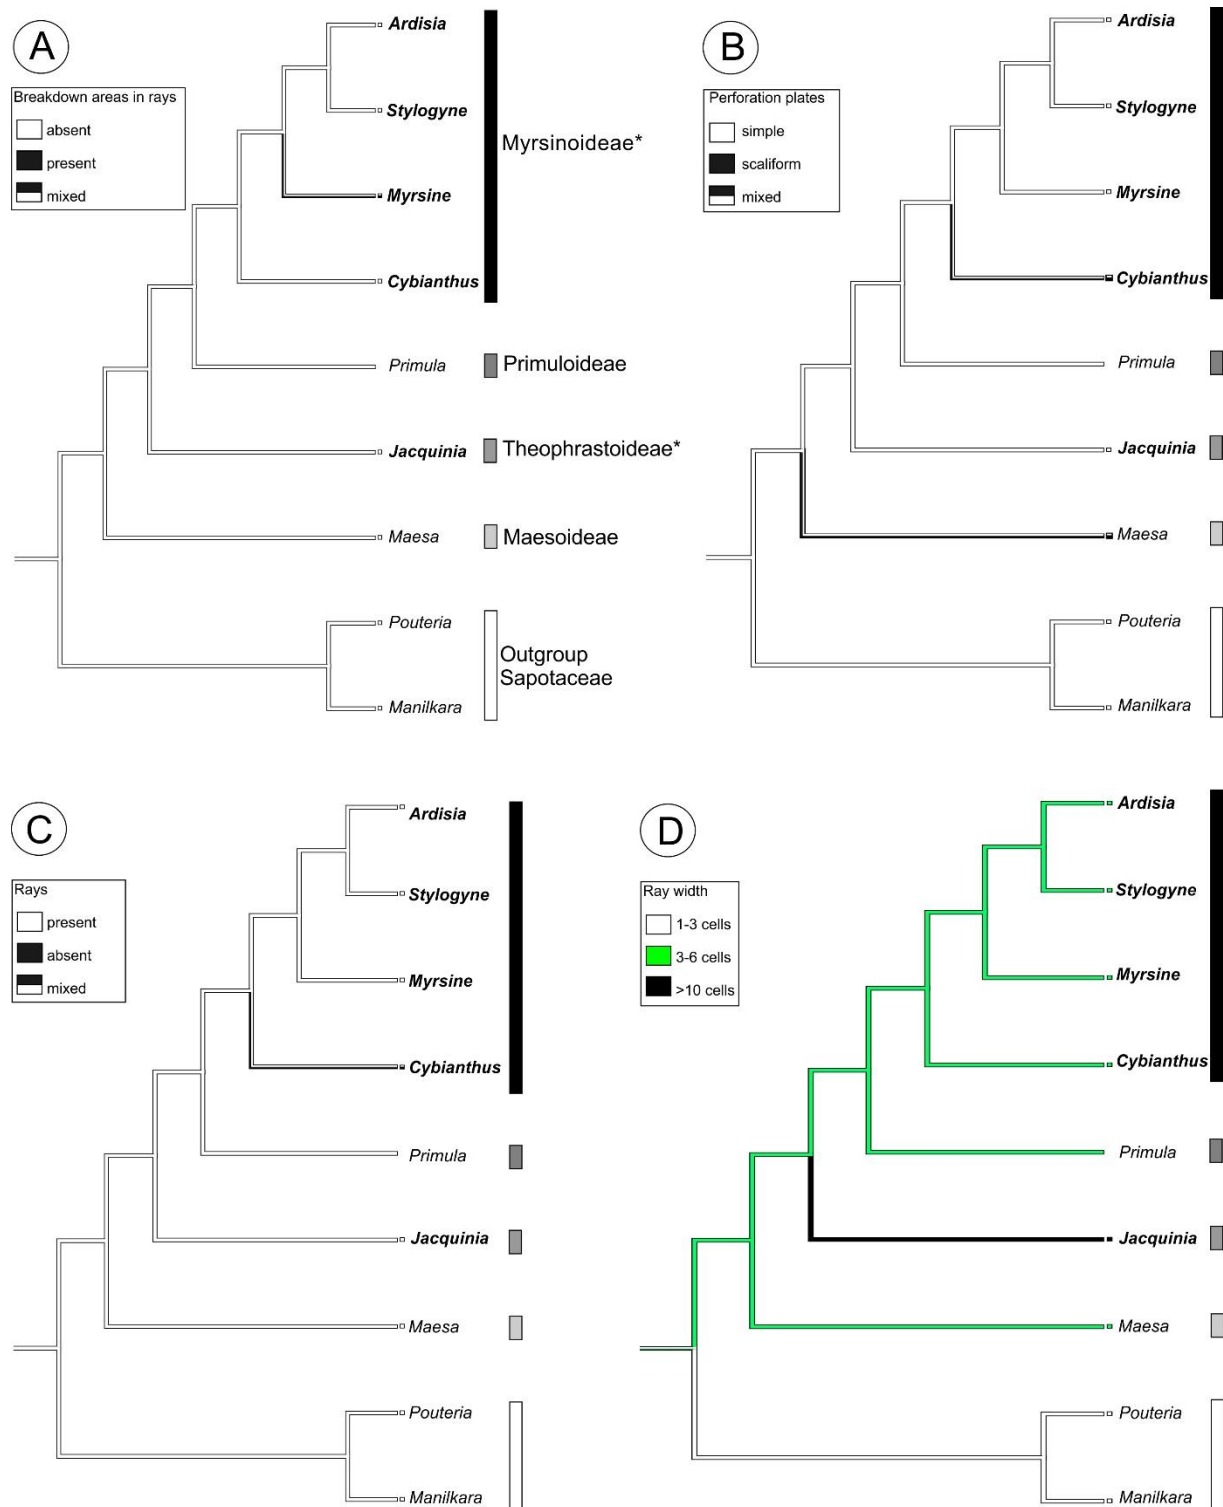 A
Breakdown areas in rays
absent
present
mixed
Ardisia
Stylogyne
Myrsine
Cybianthus
Primula
Jacquinia
Maesa
Pouteria
Manilkara
Myrsinoideae*
Primuloideae
Theophrastoideae*
Maesoideae
Outgroup
Sapotaceae
B
Perforation plates
simple
scaliform
mixed
Ardisia
Stylogyne
Myrsine
Cybianthus
Primula
Jacquinia
Maesa
Pouteria
Manilkara
C
Rays
present
absent
mixed
Ardisia
Stylogyne
Myrsine
Cybianthus
Primula
Jacquinia
Maesa
Pouteria
Manilkara
D
Ray width
1-3 cells
3-6 cells
>10 cells
Ardisia
Stylogyne
Myrsine
Cybianthus
Primula
Jacquinia
Maesa
Pouteria
Manilkara